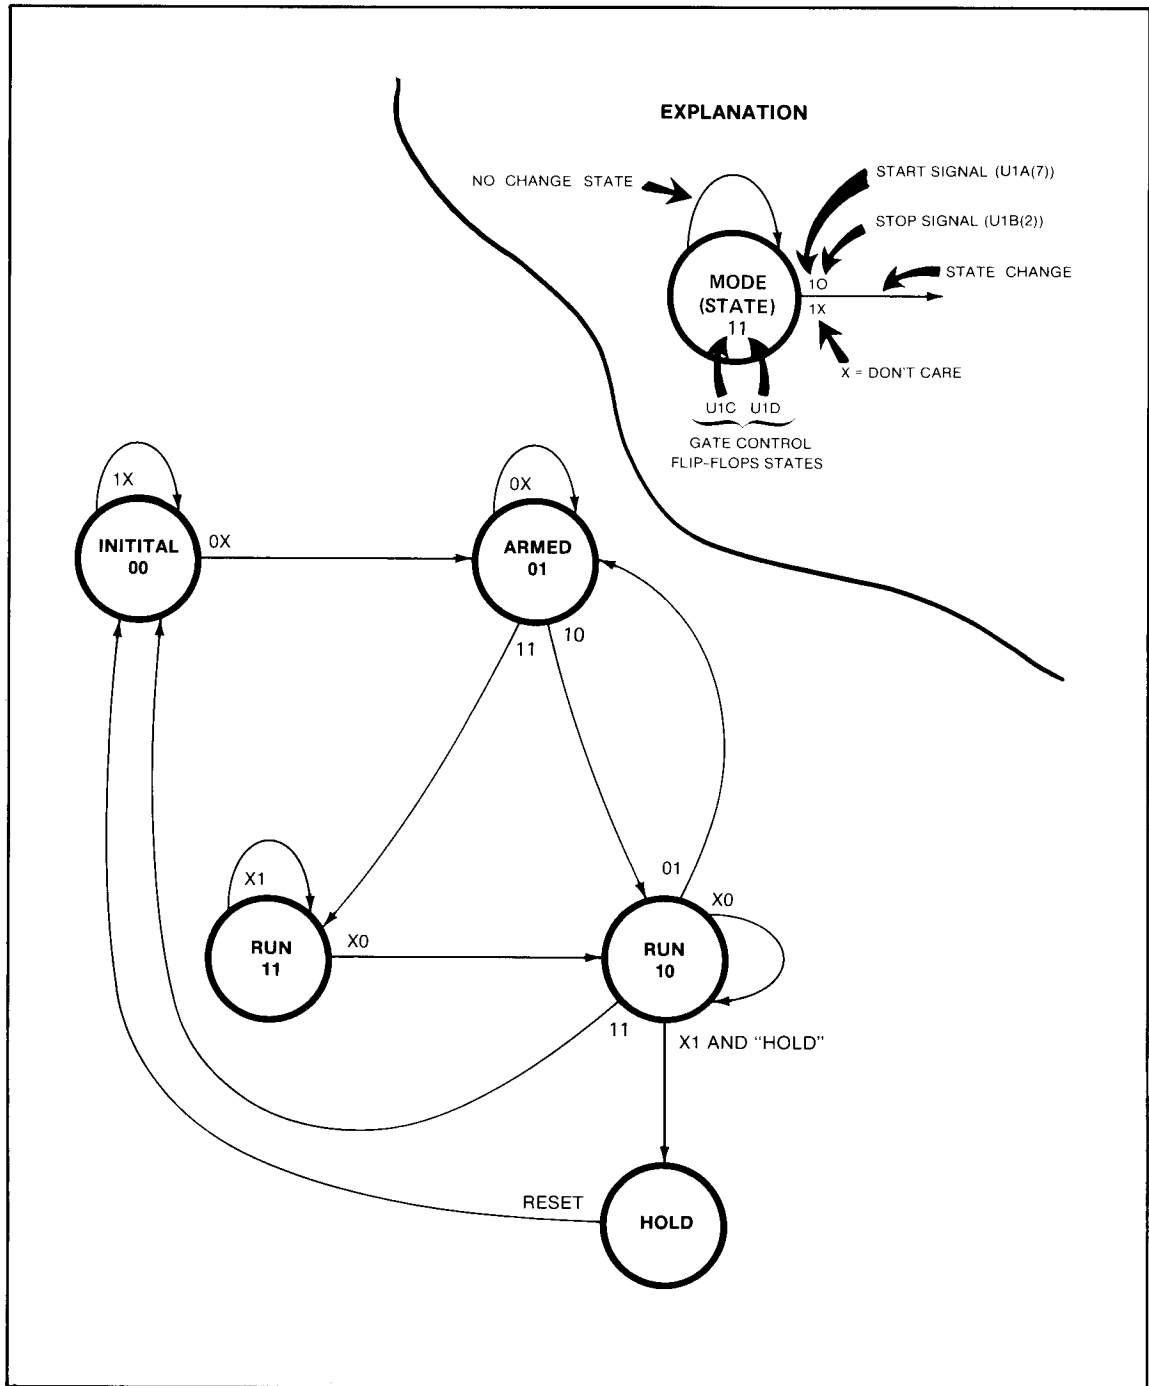 EXPLANATION
NO CHANGE STATE
START SIGNAL (U1A(7))
STOP SIGNAL (U1B(2))
STATE CHANGE
MODE
(STATE)
11
10
1X
X = DON'T CARE
U1C U1D
GATE CONTROL
FLIP-FLOPS STATES
1X
INITITAL
00
0X
0X
ARMED
01
11
10
X1
RUN
11
X0
01
X0
RUN
10
11
X1 AND "HOLD"
RESET
HOLD